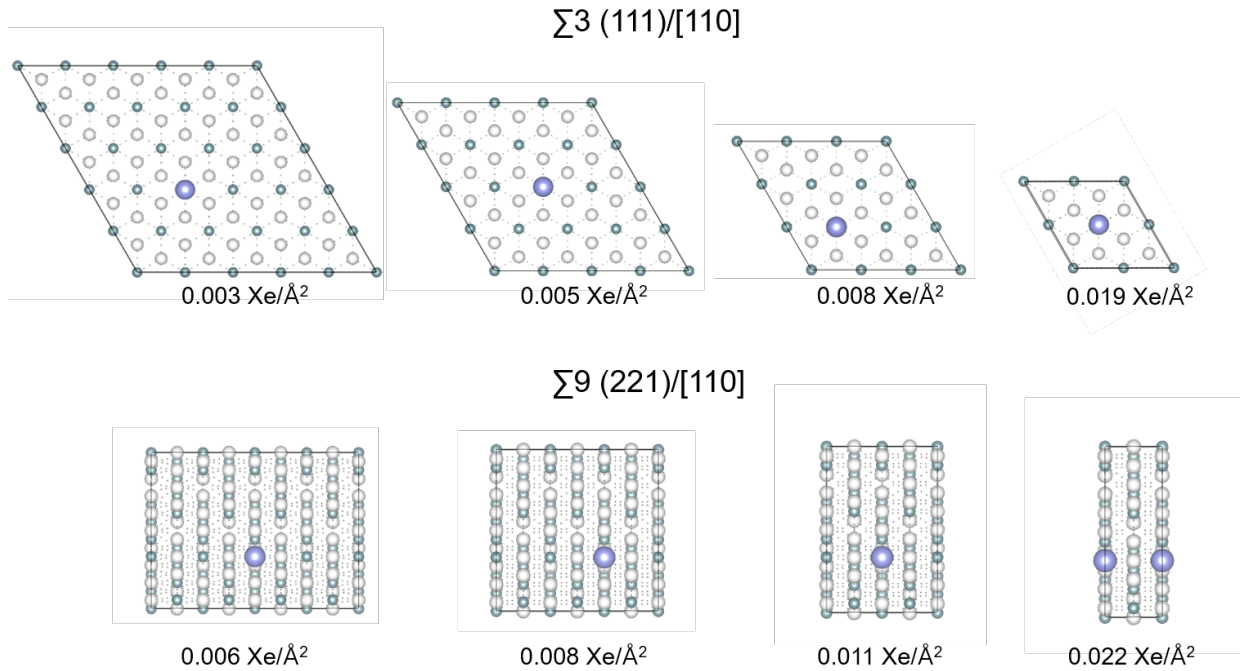 ∑3 (111)/[110]
0.003 Xe/Å²
0.005 Xe/Å²
0.008 Xe/Å²
0.019 Xe/Å²
∑9 (221)/[110]
0.006 Xe/Å²
0.008 Xe/Å²
0.011 Xe/Å²
0.022 Xe/Å²